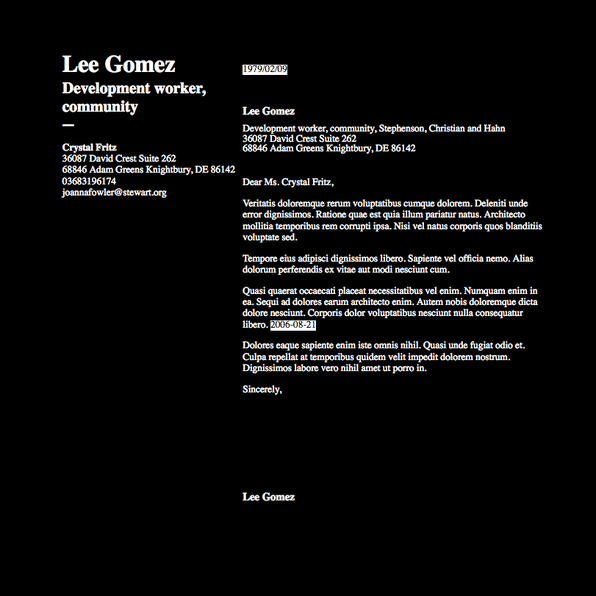 Lee Gomez
Development worker,
community
—
Crystal Fritz
36087 David Crest Suite 262
68846 Adam Greens Knightbury, DE 86142
03683196174
joannafowler@stewart.org
1979/02/09
Lee Gomez
Development worker, community, Stephenson, Christian and Hahn
36087 David Crest Suite 262
68846 Adam Greens Knightbury, DE 86142
Dear Ms. Crystal Fritz,
Veritatis doloremque rerum voluptatibus cumque dolorem. Deleniti unde
error dignissimos. Ratione quae est quia illum pariatur natus. Architecto
mollitia temporibus rem corrupti ipsa. Nisi vel natus corporis quos blanditiis
voluptate sed.
Tempore eius adipisci dignissimos libero. Sapiente vel officia nemo. Alias
dolorum perferendis ex vitae aut modi nesciunt cum.
Quasi quaerat occaecati placeat necessitatibus vel enim. Numquam enim in
ea. Sequi ad dolores earum architecto enim. Autem nobis doloremque dicta
dolore nesciunt. Corporis dolor voluptatibus nesciunt nulla consequatur
libero. 2006-08-21
Dolores eaque sapiente enim iste omnis nihil. Quasi unde fugiat odio et.
Culpa repellat at temporibus quidem velit impedit dolorem nostrum.
Dignissimos labore vero nihil amet ut porro in.
Sincerely,
Lee Gomez